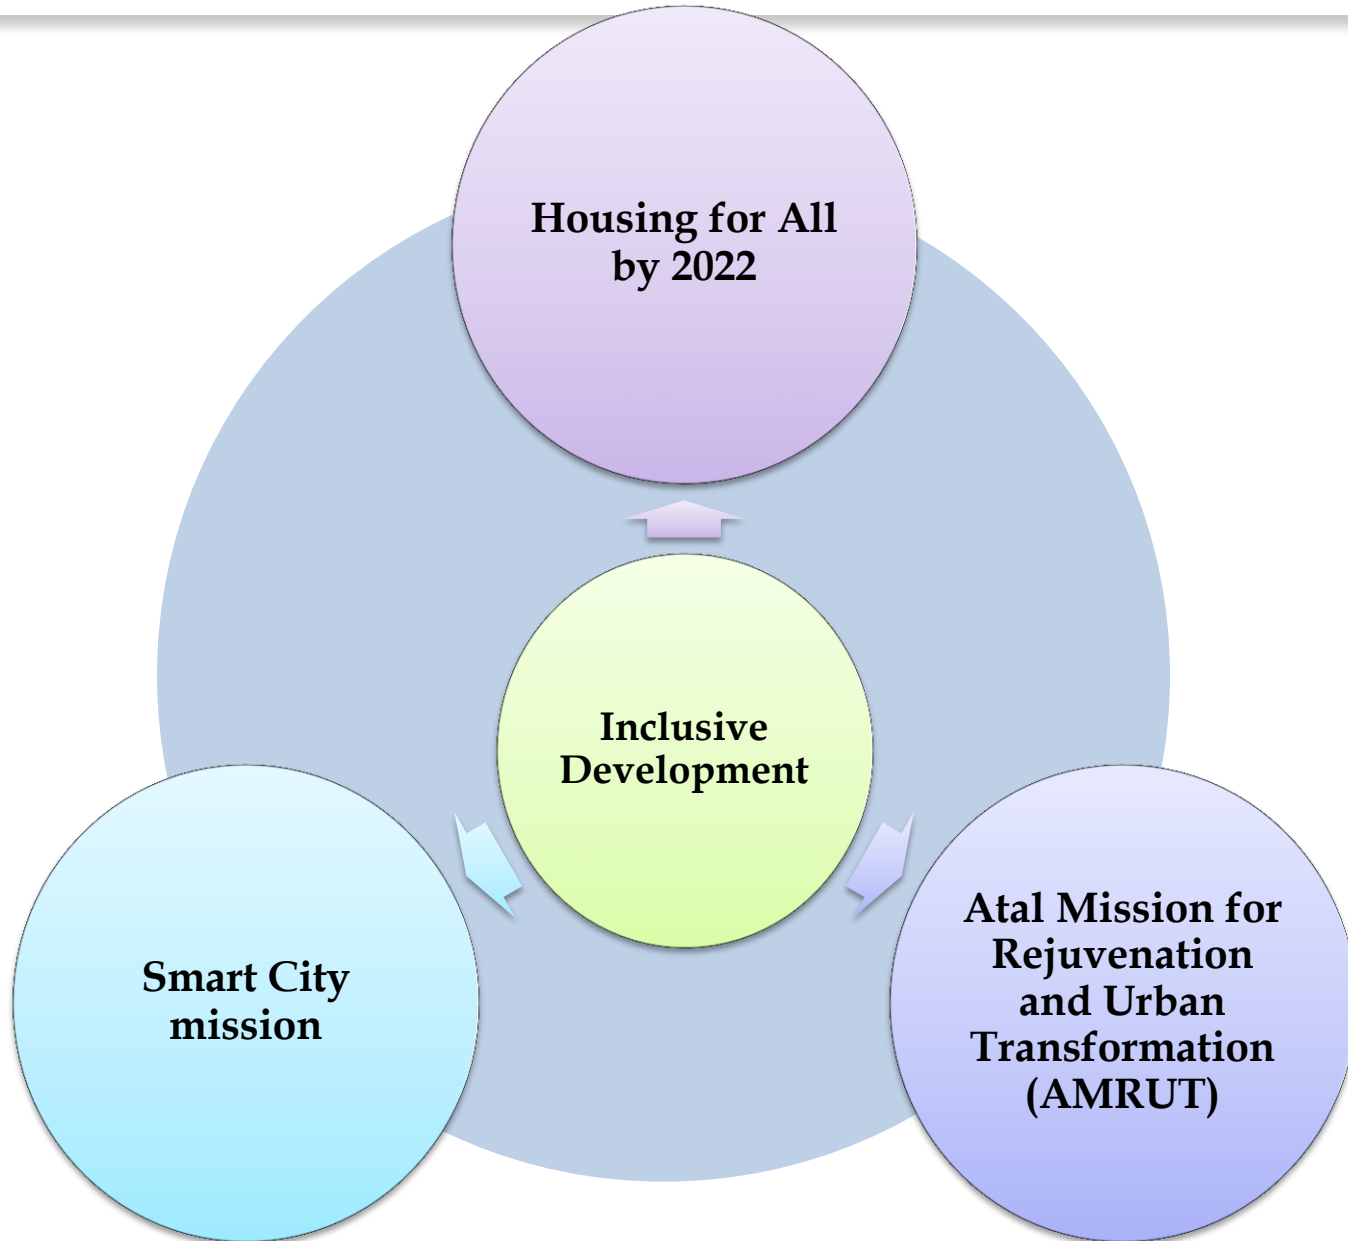 Housing for All
by 2022
Inclusive
Development
Smart City
mission
Atal Mission for
Rejuvenation
and Urban
Transformation
(AMRUT)